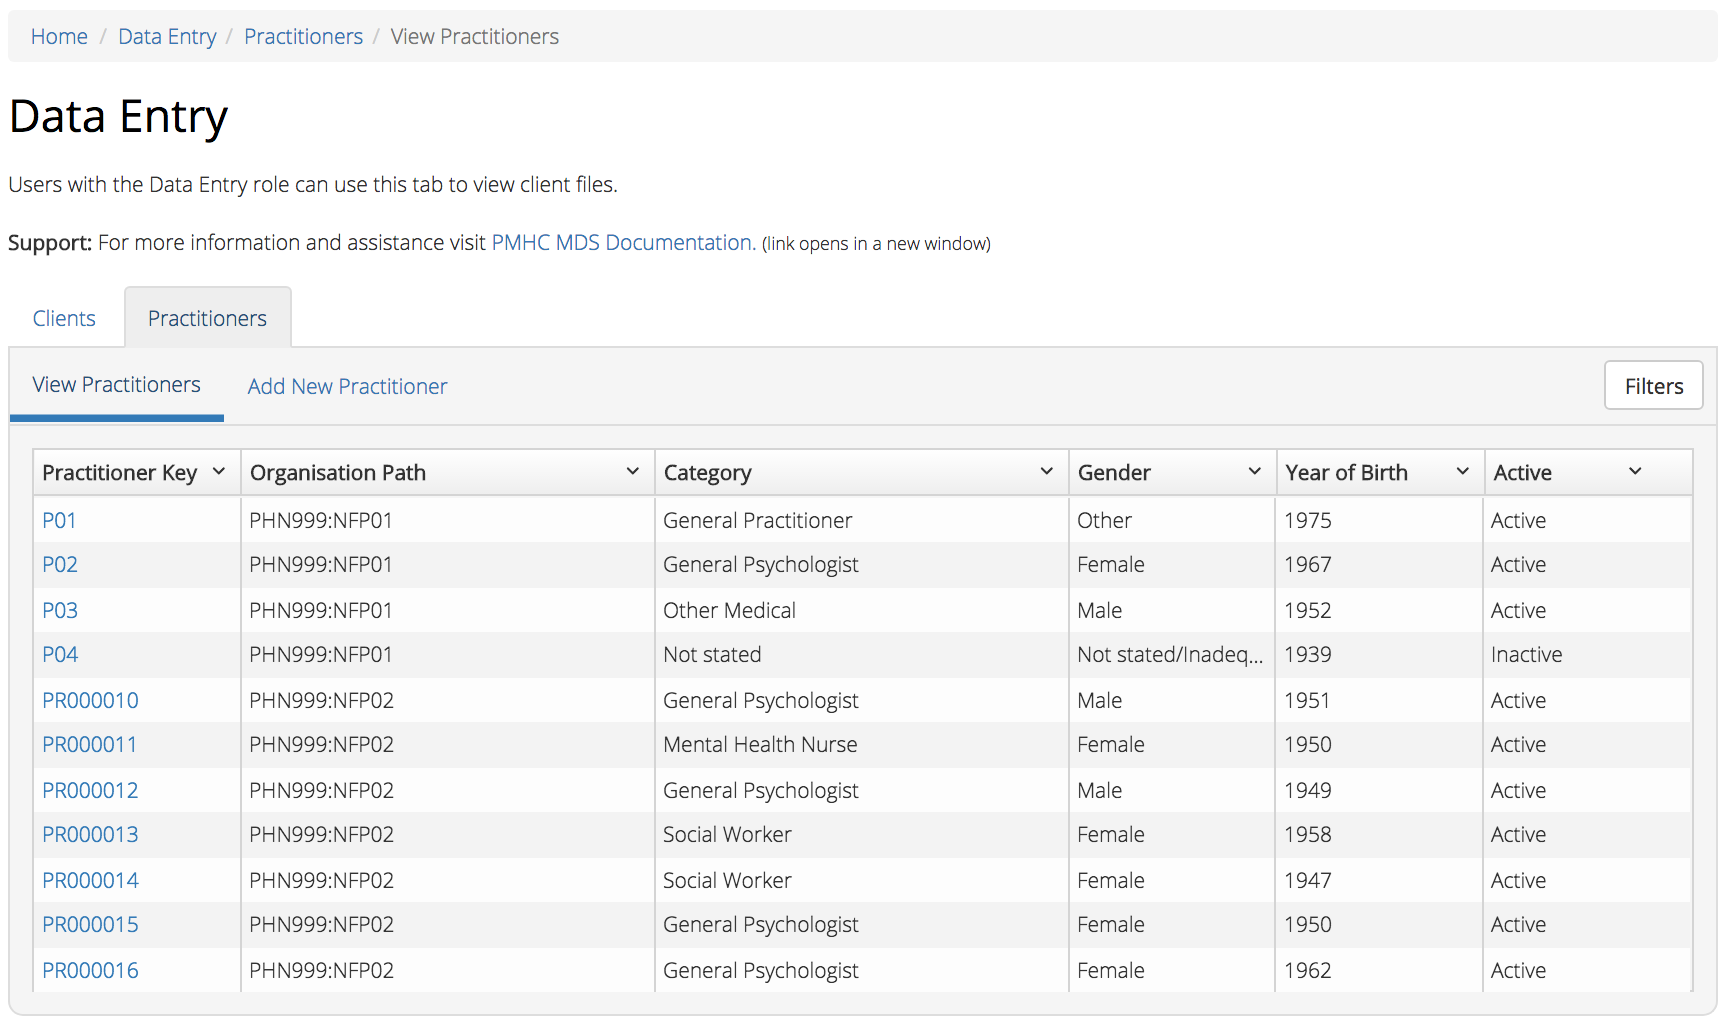 Home / Data Entry / Practitioners / View Practitioners
Data Entry
Users with the Data Entry role can use this tab to view client files.
Support: For more information and assistance visit PMHC MDS Documentation. (link opens in a new window)
Clients Practitioners
View Practitioners Add New Practitioner Filters
Practitioner Key Organisation Path Category Gender Year of Birth Active
P01 PHN999:NFP01 General Practitioner Other 1975 Active
P02 PHN999:NFP01 General Psychologist Female 1967 Active
P03 PHN999:NFP01 Other Medical Male 1952 Active
P04 PHN999:NFP01 Not stated Not stated/Inadeq... 1939 Inactive
PR000010 PHN999:NFP02 General Psychologist Male 1951 Active
PR000011 PHN999:NFP02 Mental Health Nurse Female 1950 Active
PR000012 PHN999:NFP02 General Psychologist Male 1949 Active
PR000013 PHN999:NFP02 Social Worker Female 1958 Active
PR000014 PHN999:NFP02 Social Worker Female 1947 Active
PR000015 PHN999:NFP02 General Psychologist Female 1950 Active
PR000016 PHN999:NFP02 General Psychologist Female 1962 Active